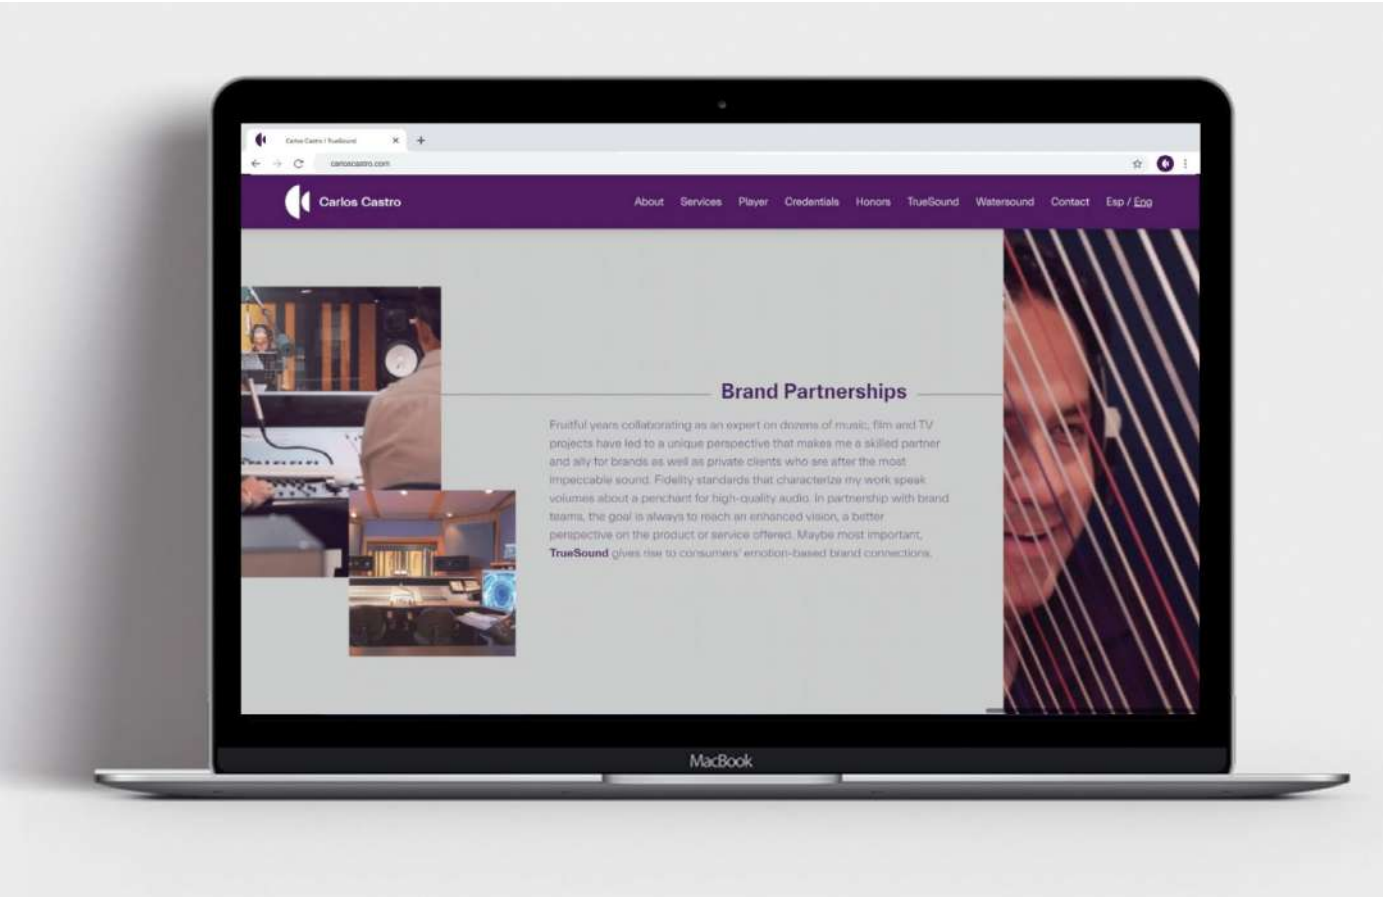 Carlos Castro / TrueSound
carloscastro.com
Carlos Castro
About Services Player Credentials Honors TrueSound Watersound Contact Esp / Eng
Brand Partnerships
Fruitful years collaborating as an expert on dozens of music, film and TV
projects have led to a unique perspective that makes me a skilled partner
and ally for brands as well as private clients who are after the most
impeccable sound. Fidelity standards that characterize my work speak
volumes about a penchant for high-quality audio. In partnership with brand
teams, the goal is always to reach an enhanced vision, a better
perspective on the product or service offered. Maybe most important,
TrueSound gives rise to consumers' emotion-based brand connections.
MacBook